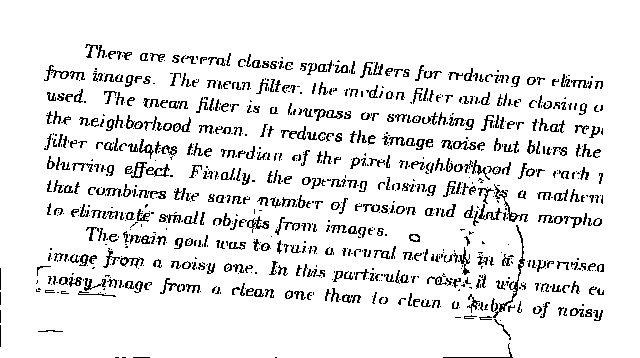 There are several classic spatial filters for reducing or elimin
from images. The mean filter, the median filter and the closing o
used. The mean filter is a lowpass or smoothing filter that rep
the neighborhood mean. It reduces the image noise but blurs the
filter calculates the median of the pixel neighborhood for each p
blurring effect. Finally, the opening closing filter is a mathem
that combines the same number of erosion and dilation morpho
to eliminate small objects from images.
The main goal was to train a neural network in a supervised
image from a noisy one. In this particular case, it was much ea
noisy image from a clean one than to clean a subset of noisy